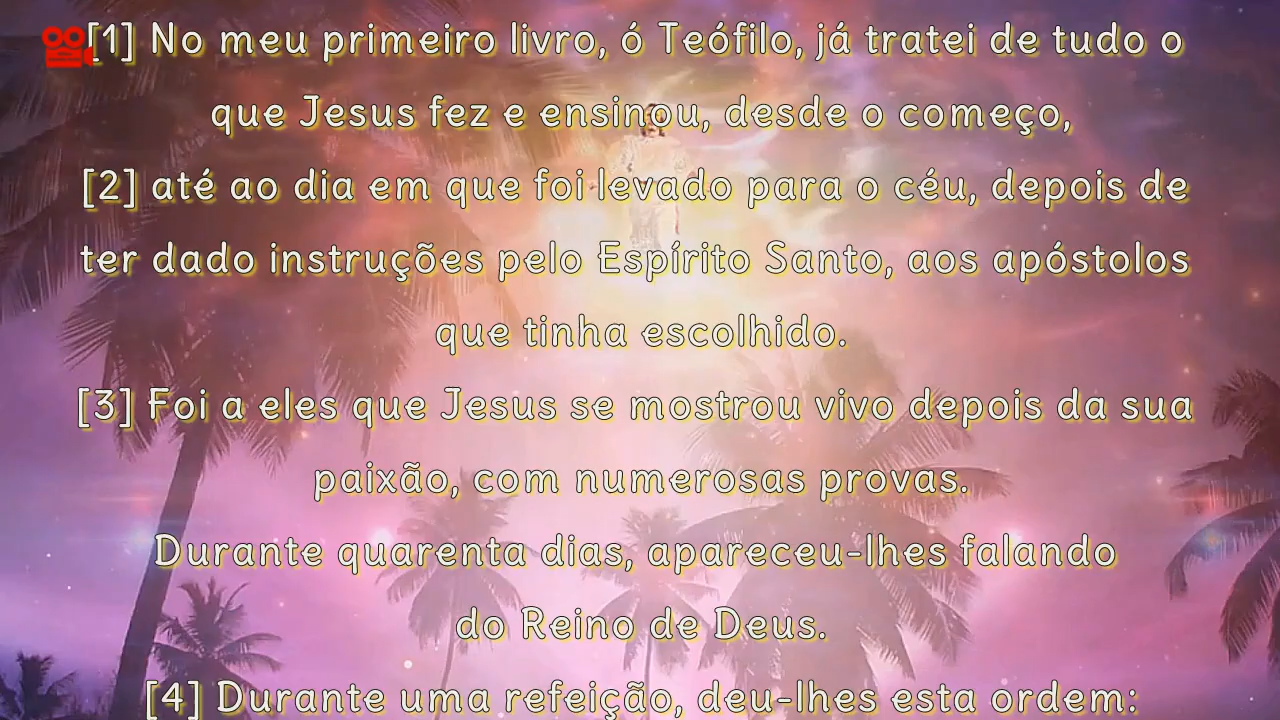 [1] No meu primeiro livro, ó Teófilo, já tratei de tudo o
que Jesus fez e ensinou, desde o começo,
[2] até ao dia em que foi levado para o céu, depois de
ter dado instruções pelo Espírito Santo, aos apóstolos
que tinha escolhido.
[3] Foi a eles que Jesus se mostrou vivo depois da sua
paixão, com numerosas provas.
Durante quarenta dias, apareceu-lhes falando
do Reino de Deus.
[4] Durante uma refeição, deu-lhes esta ordem: